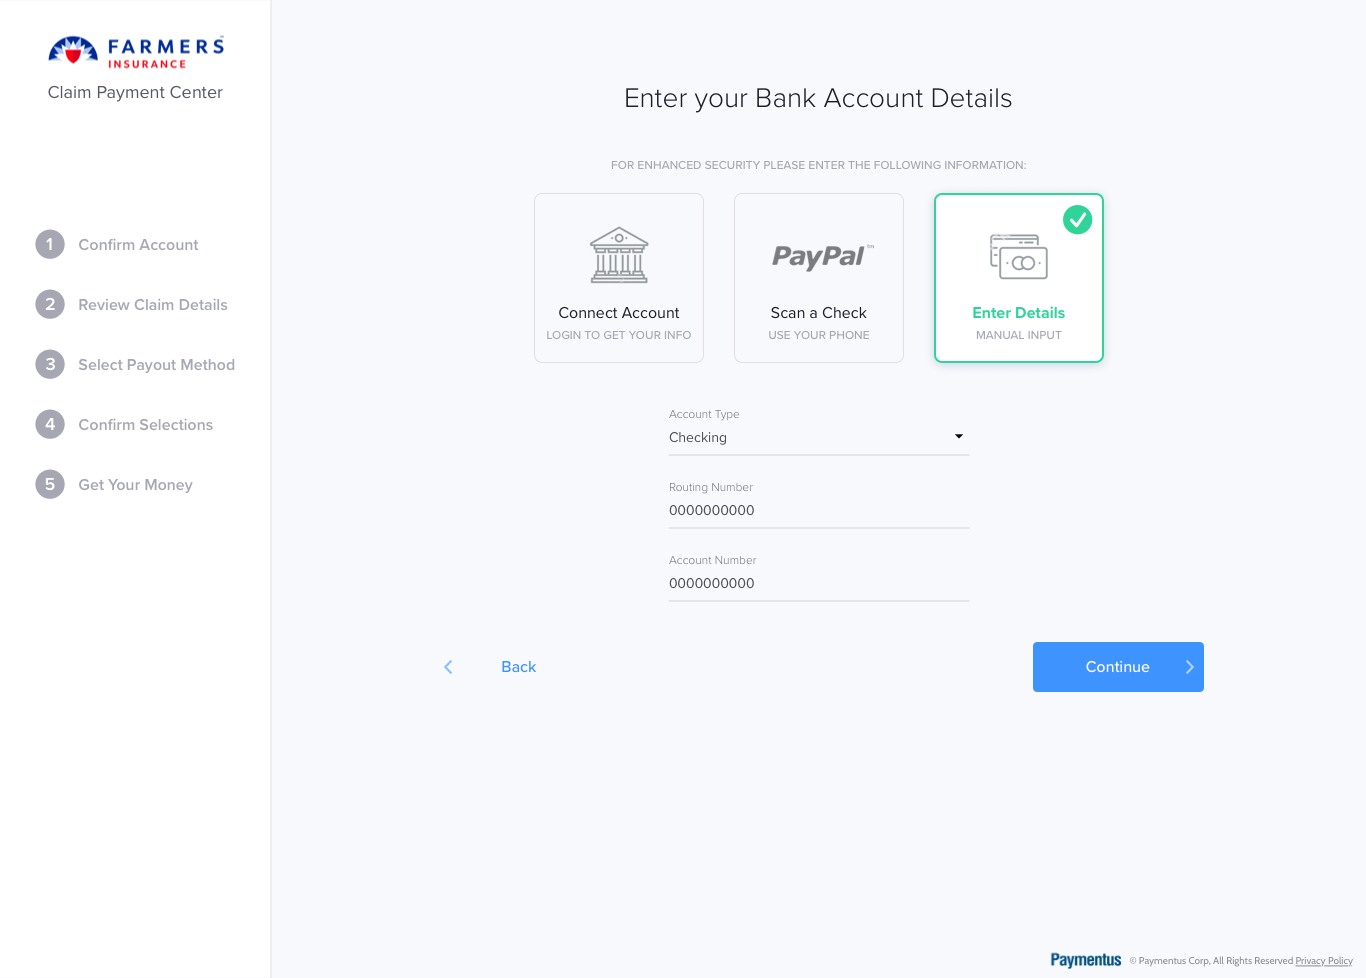 FARMERS
INSURANCE
Claim Payment Center
1 Confirm Account
2 Review Claim Details
3 Select Payout Method
4 Confirm Selections
5 Get Your Money
Enter your Bank Account Details
FOR ENHANCED SECURITY PLEASE ENTER THE FOLLOWING INFORMATION:
Connect Account
LOGIN TO GET YOUR INFO
PayPal™
Scan a Check
USE YOUR PHONE
Enter Details
MANUAL INPUT
Account Type
Checking
Routing Number
0000000000
Account Number
0000000000
Back
Continue
Paymentus © Paymentus Corp, All Rights Reserved Privacy Policy